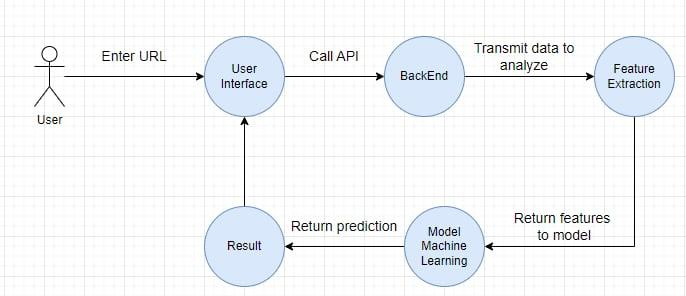 Enter URL
User
User
Interface
Call API
BackEnd
Transmit data to
analyze
Feature
Extraction
Return features
to model
Model
Machine
Learning
Return prediction
Result